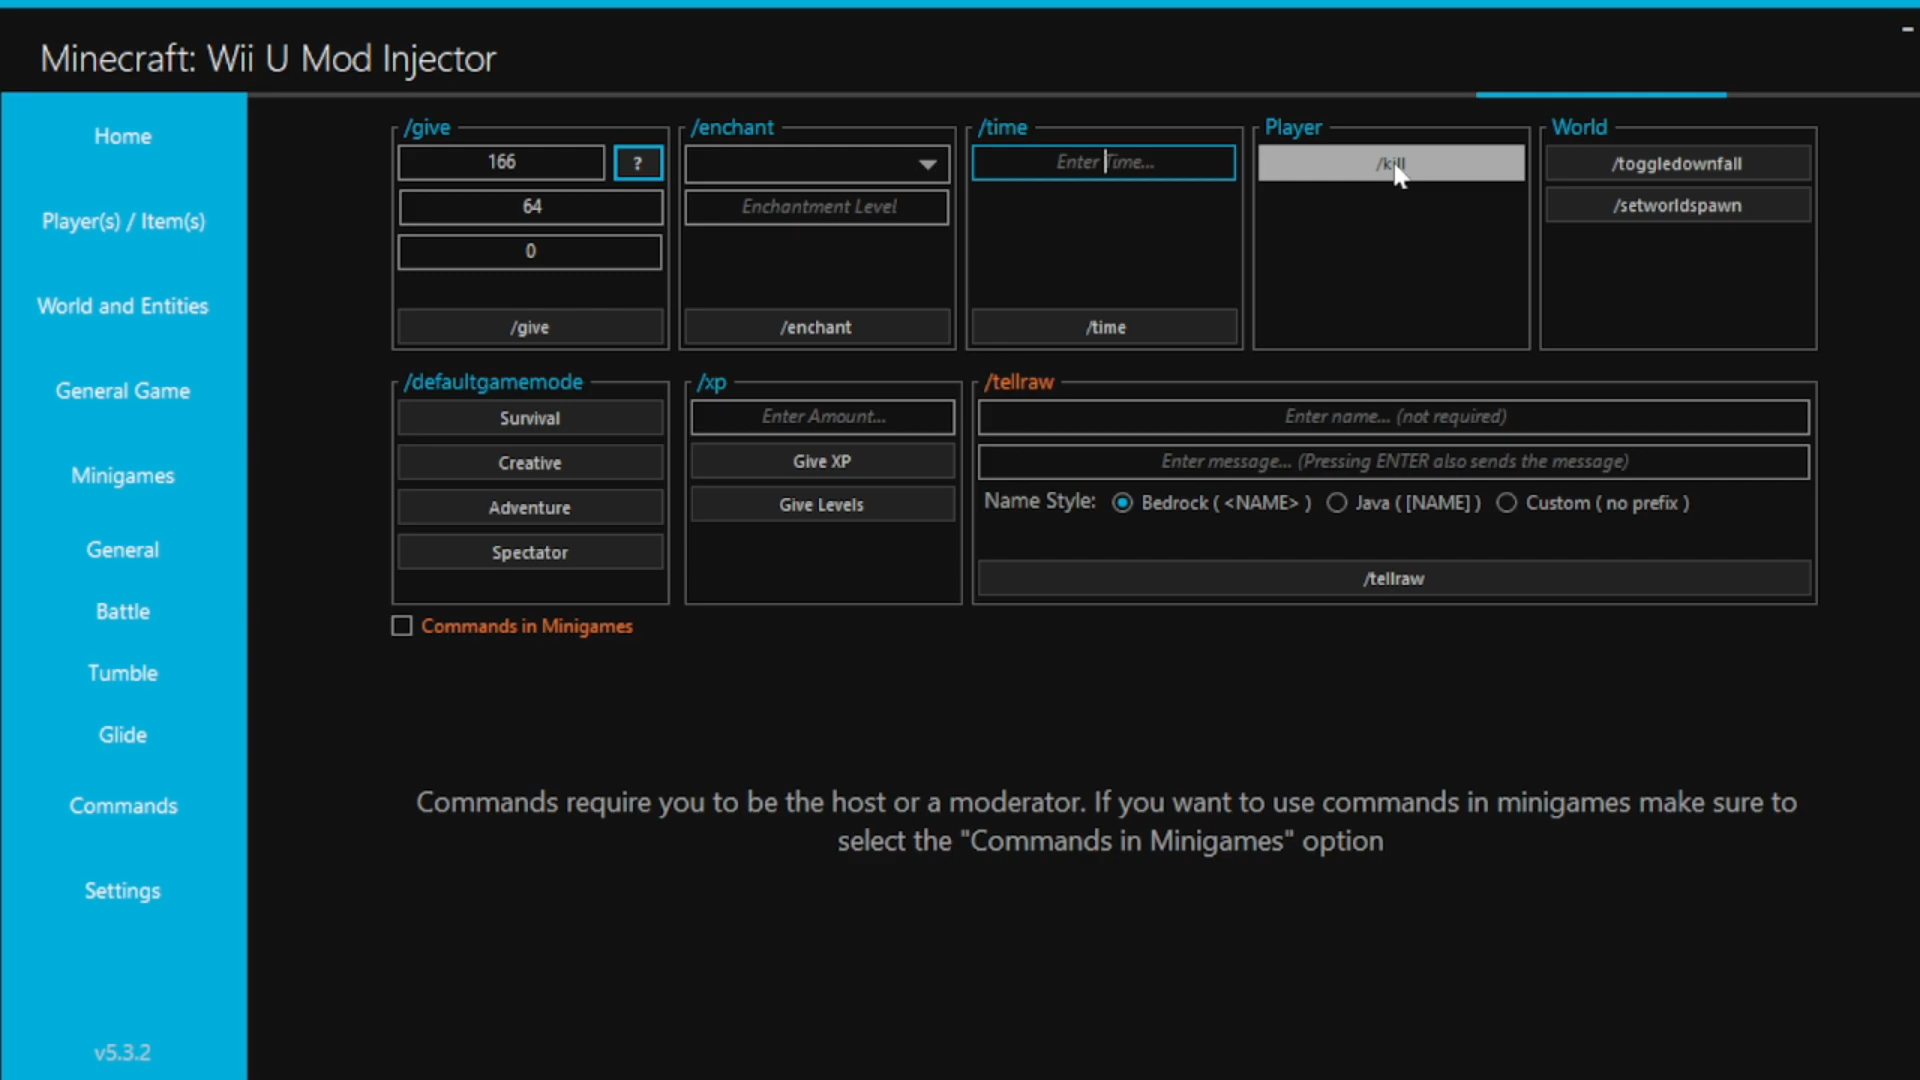 Minecraft: Wii U Mod Injector
Home
Player(s) / Item(s)
World and Entities
General Game
Minigames
General
Battle
Tumble
Glide
Commands
Settings
v5.3.2
/give
166
?
64
0
/give
/enchant
Enchantment Level
/enchant
/time
Enter Time...
/time
Player
/kill
World
/toggledownfall
/setworldspawn
/defaultgamemode
Survival
Creative
Adventure
Spectator
/xp
Enter Amount...
Give XP
Give Levels
/tellraw
Enter name... (not required)
Enter message... (Pressing ENTER also sends the message)
Name Style: Bedrock ( <NAME> ) Java ( [NAME] ) Custom ( no prefix )
/tellraw
Commands in Minigames
Commands require you to be the host or a moderator. If you want to use commands in minigames make sure to
select the "Commands in Minigames" option